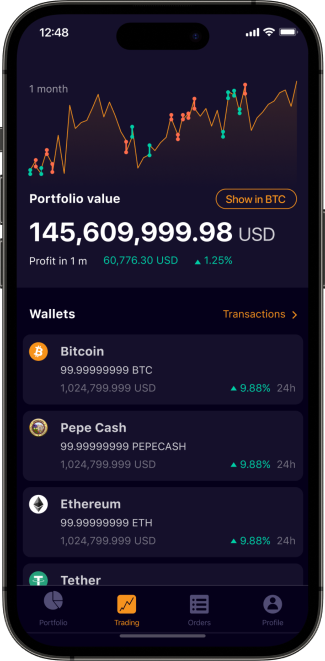 12:48
1 month
Portfolio value
Show in BTC
145,609,999.98 USD
Profit in 1 m 60,776.30 USD ▲ 1.25%
Wallets
Transactions
Bitcoin
99.99999999 BTC
1,024,799.999 USD ▲ 9.88% 24h
Pepe Cash
99.99999999 PEPECASH
1,024,799.999 USD ▲ 9.88% 24h
Ethereum
99.99999999 ETH
1,024,799.999 USD ▲ 9.88% 24h
Tether
Portfolio
Trading
Orders
Profile